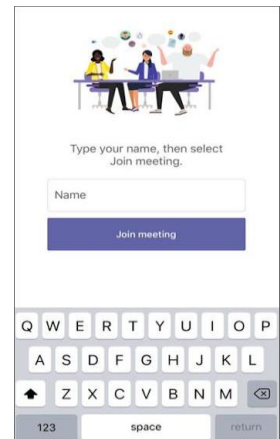 Type your name, then select
Join meeting.
Name
Join meeting
Q W E R T Y U I O P
A S D F G H J K L
Z X C V B N M
123 space return